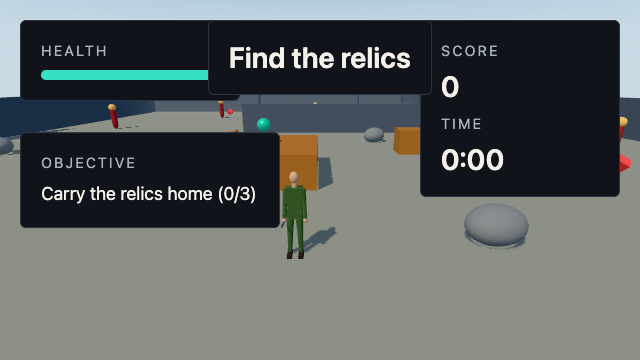 HEALTH
Find the relics
SCORE
0
TIME
0:00
OBJECTIVE
Carry the relics home (0/3)